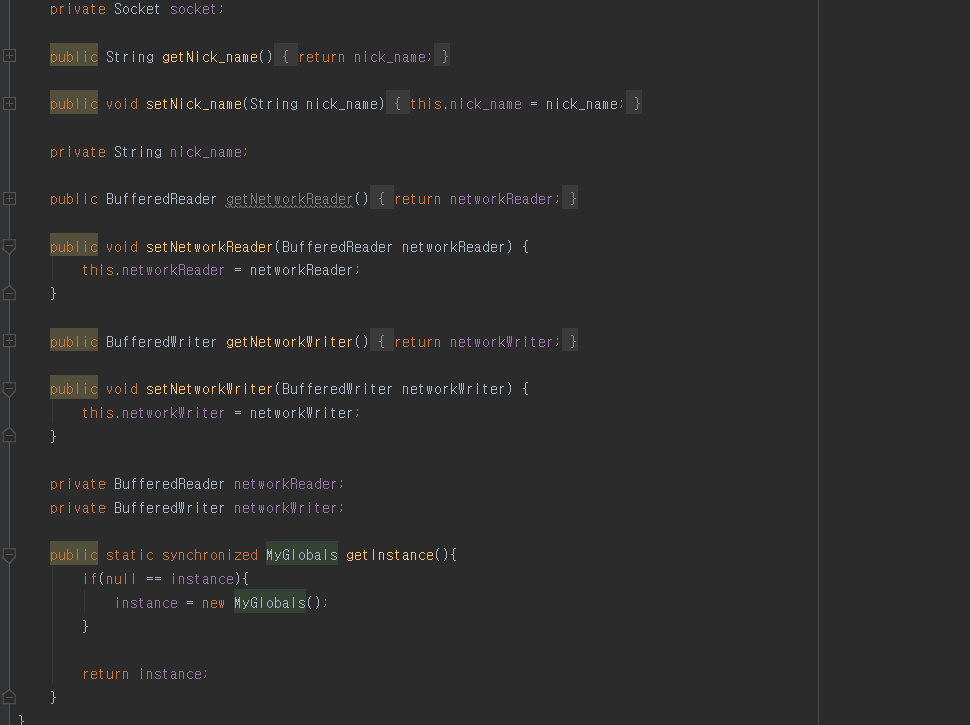 private Socket socket;
public String getNick_name() { return nick_name; }
public void setNick_name(String nick_name) { this.nick_name = nick_name; }
private String nick_name;
public BufferedReader getNetworkReader() { return networkReader; }
public void setNetworkReader(BufferedReader networkReader) {
this.networkReader = networkReader;
}
public BufferedWriter getNetworkWriter() { return networkWriter; }
public void setNetworkWriter(BufferedWriter networkWriter) {
this.networkWriter = networkWriter;
}
private BufferedReader networkReader;
private BufferedWriter networkWriter;
public static synchronized MyGlobals getInstance(){
if(null == instance){
instance = new MyGlobals();
}
return instance;
}
}